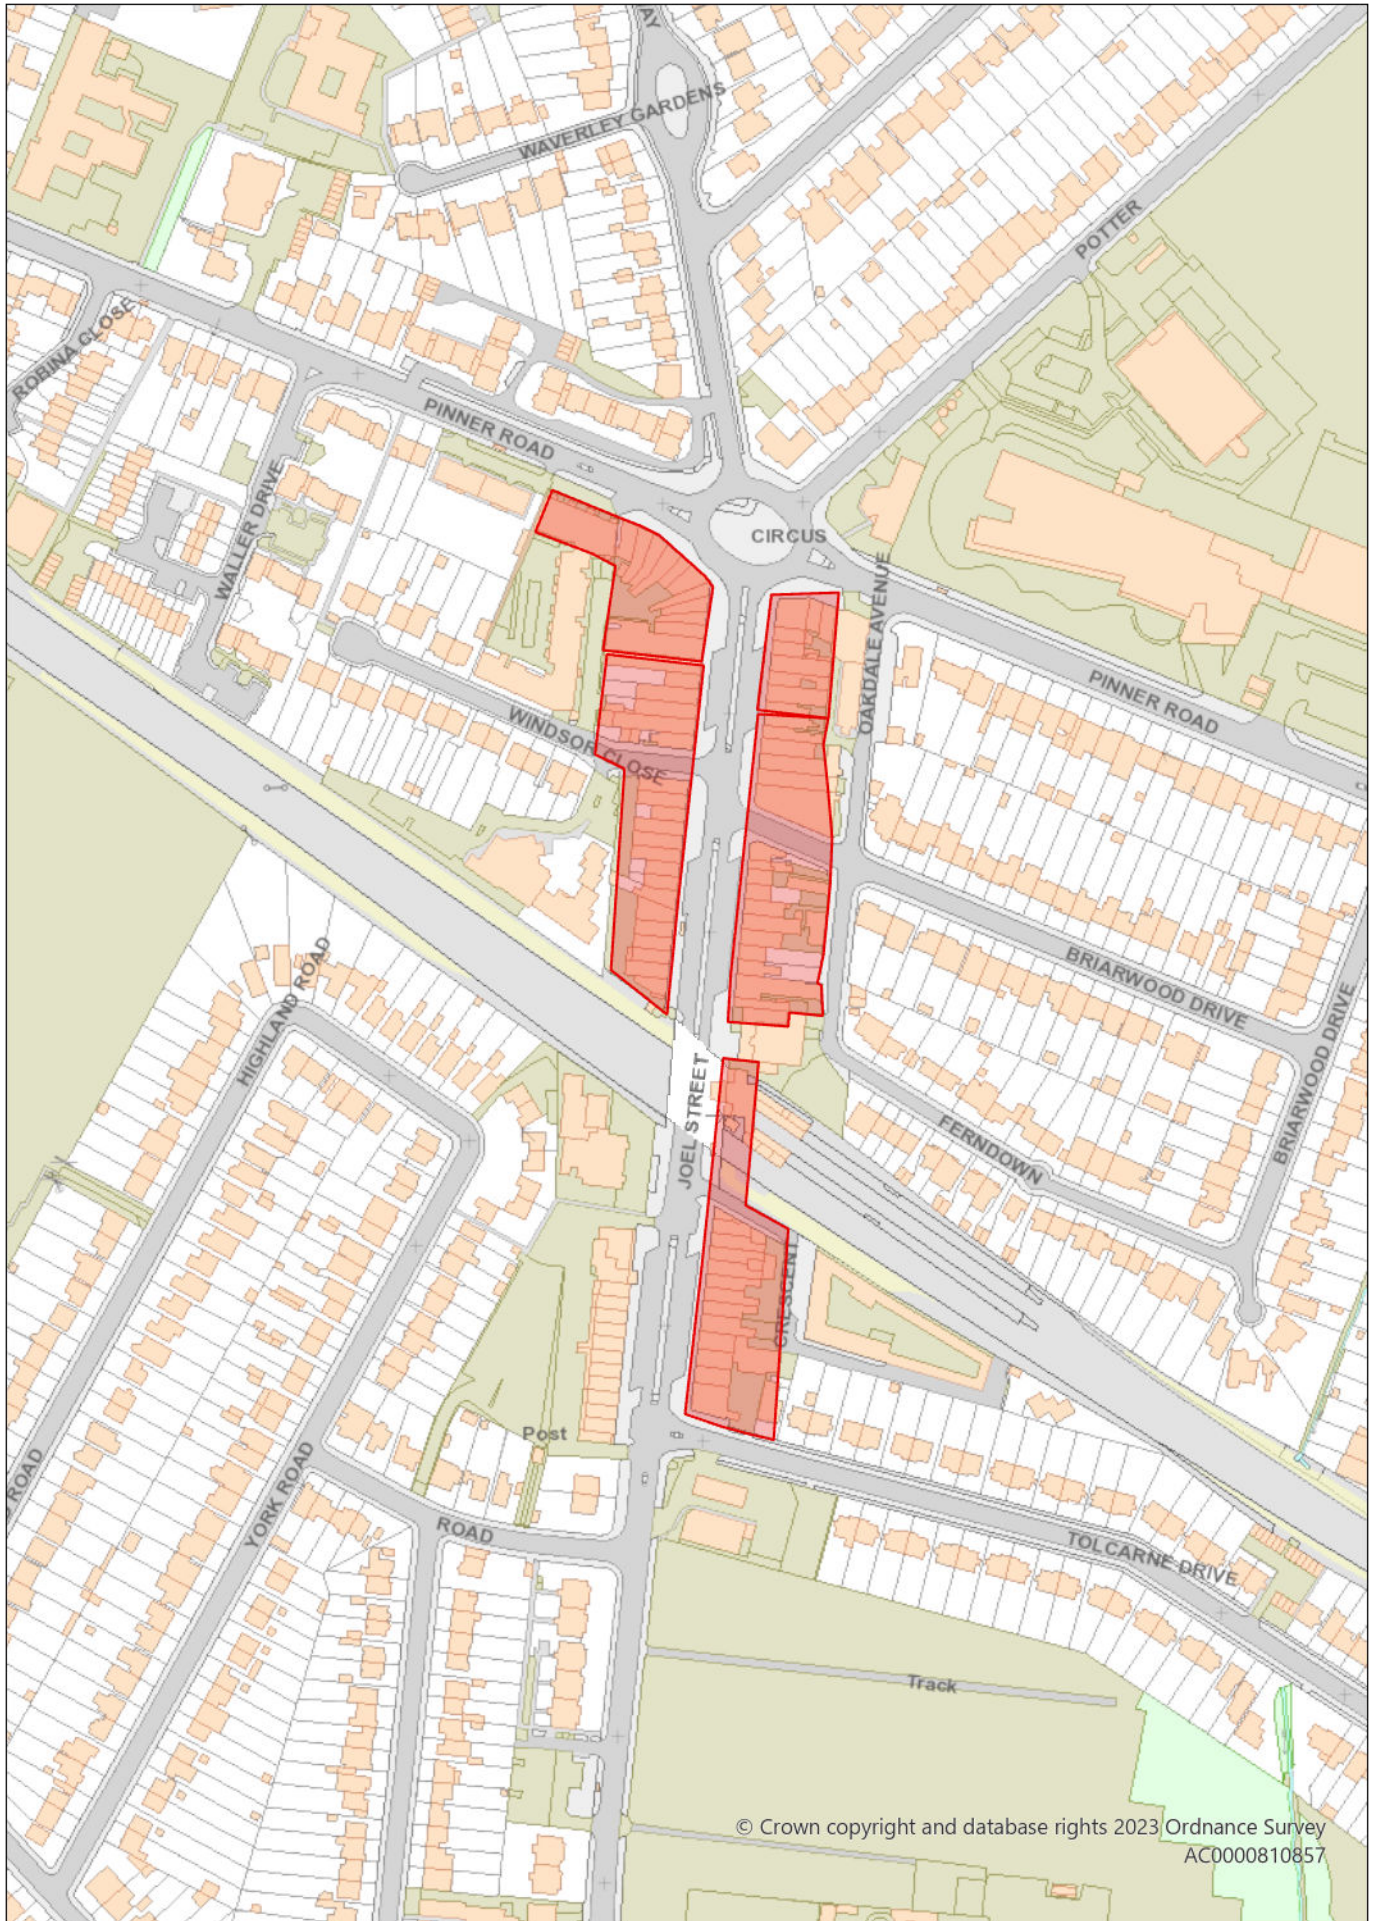 AY
WAVERLEY GARDENS
POTTER
ROBINA CLOSE
PINNER ROAD
WALLER DRIVE
CIRCUS
OAKDALE AVENUE
PINNER ROAD
WINDSOR CLOSE
BRIARWOOD DRIVE
HIGHLAND ROAD
BRIARWOOD DRIVE
JOEL STREET
FERNDOWN
CRESCENT
Post
ROAD
YORK ROAD
ROAD
TOLCARNE DRIVE
Track
© Crown copyright and database rights 2023 Ordnance Survey
AC0000810857